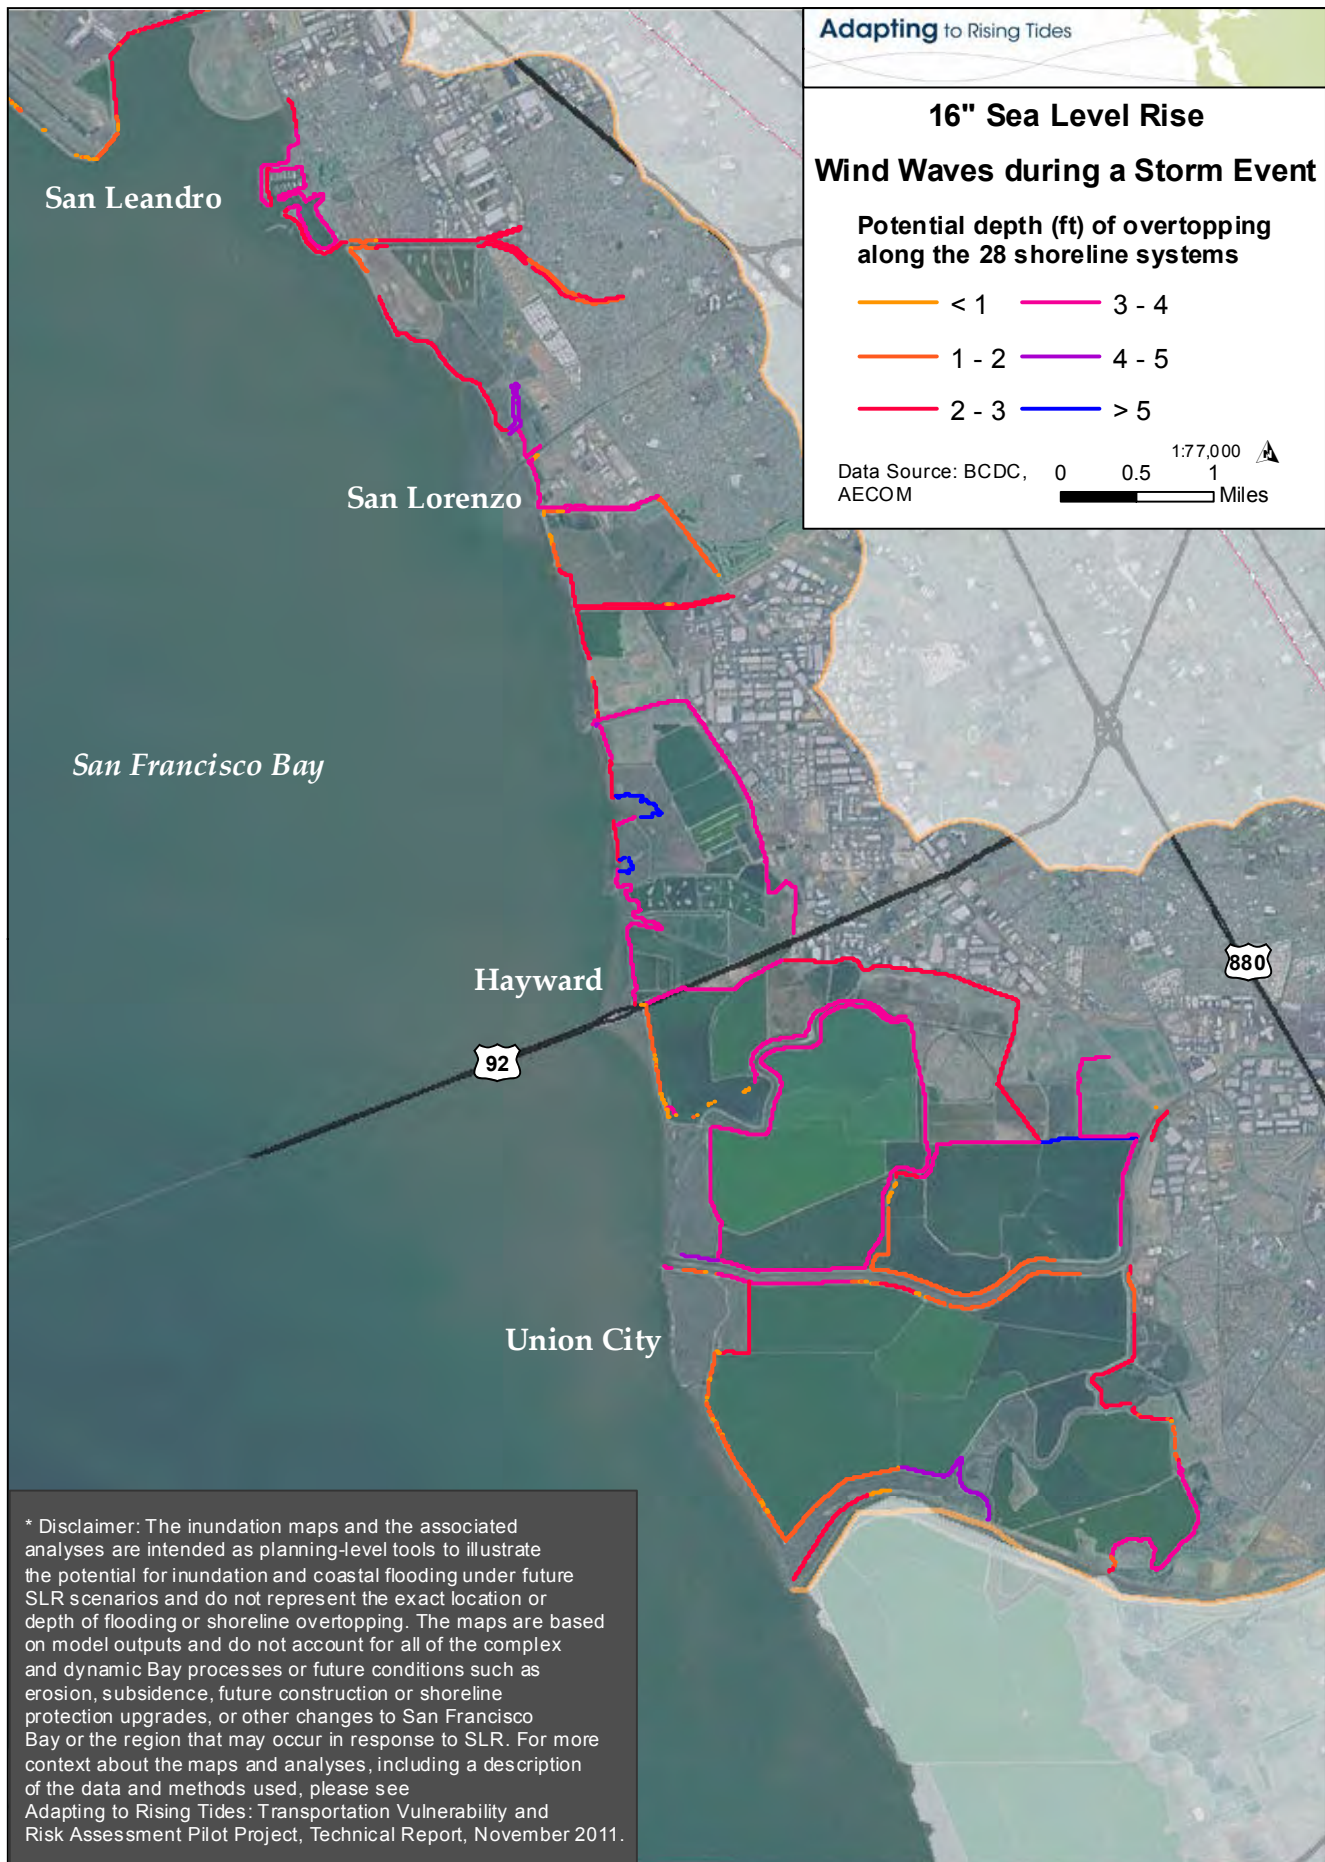 Adapting to Rising Tides
16" Sea Level Rise
Wind Waves during a Storm Event
Potential depth (ft) of overtopping
along the 28 shoreline systems
< 1
3 - 4
1 - 2
4 - 5
2 - 3
> 5
Data Source: BCDC,
AECOM
1:77,000
N
0 0.5 1
Miles
San Leandro
San Lorenzo
San Francisco Bay
Hayward
880
92
Union City
* Disclaimer: The inundation maps and the associated
analyses are intended as planning-level tools to illustrate
the potential for inundation and coastal flooding under future
SLR scenarios and do not represent the exact location or
depth of flooding or shoreline overtopping. The maps are based
on model outputs and do not account for all of the complex
and dynamic Bay processes or future conditions such as
erosion, subsidence, future construction or shoreline
protection upgrades, or other changes to San Francisco
Bay or the region that may occur in response to SLR. For more
context about the maps and analyses, including a description
of the data and methods used, please see
Adapting to Rising Tides: Transportation Vulnerability and
Risk Assessment Pilot Project, Technical Report, November 2011.